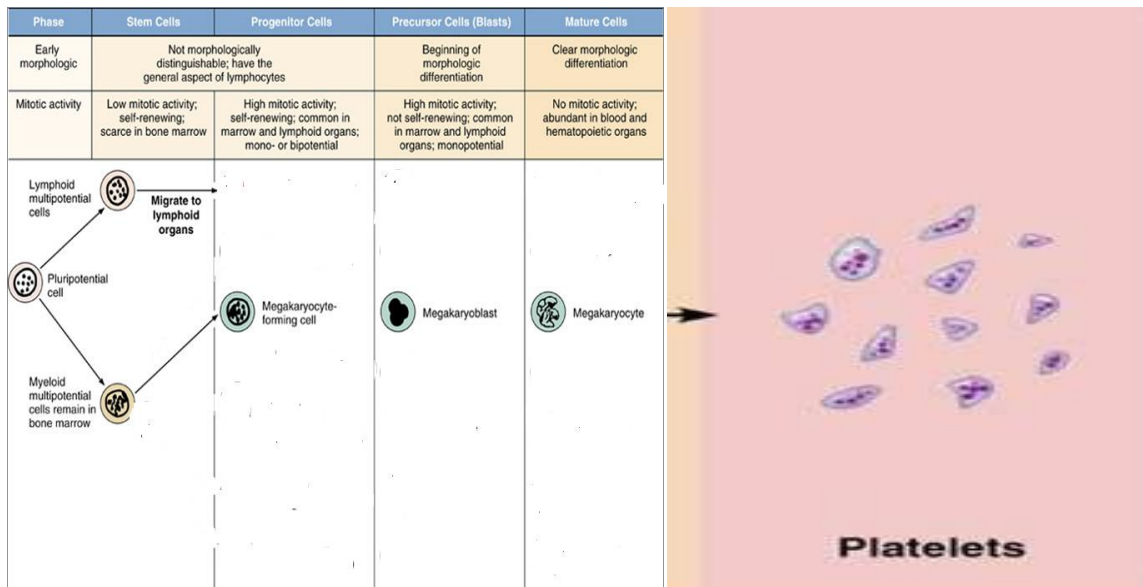 Phase
Stem Cells
Progenitor Cells
Precursor Cells (Blasts)
Mature Cells
Early
morphologic
Not morphologically
distinguishable; have the
general aspect of lymphocytes
Beginning of
morphologic
differentiation
Clear morphologic
differentiation
Mitotic activity
Low mitotic activity;
self-renewing;
scarce in bone marrow
High mitotic activity;
self-renewing; common in
marrow and lymphoid organs;
mono- or bipotential
High mitotic activity;
not self-renewing; common
in marrow and lymphoid
organs; monopotential
No mitotic activity;
abundant in blood and
hematopoietic organs
Lymphoid
multipotential
cells
Migrate to
lymphoid
organs
Pluripotential
cell
Megakaryocyte-
forming cell
Megakaryoblast
Megakaryocyte
Myeloid
multipotential
cells remain in
bone marrow
Platelets